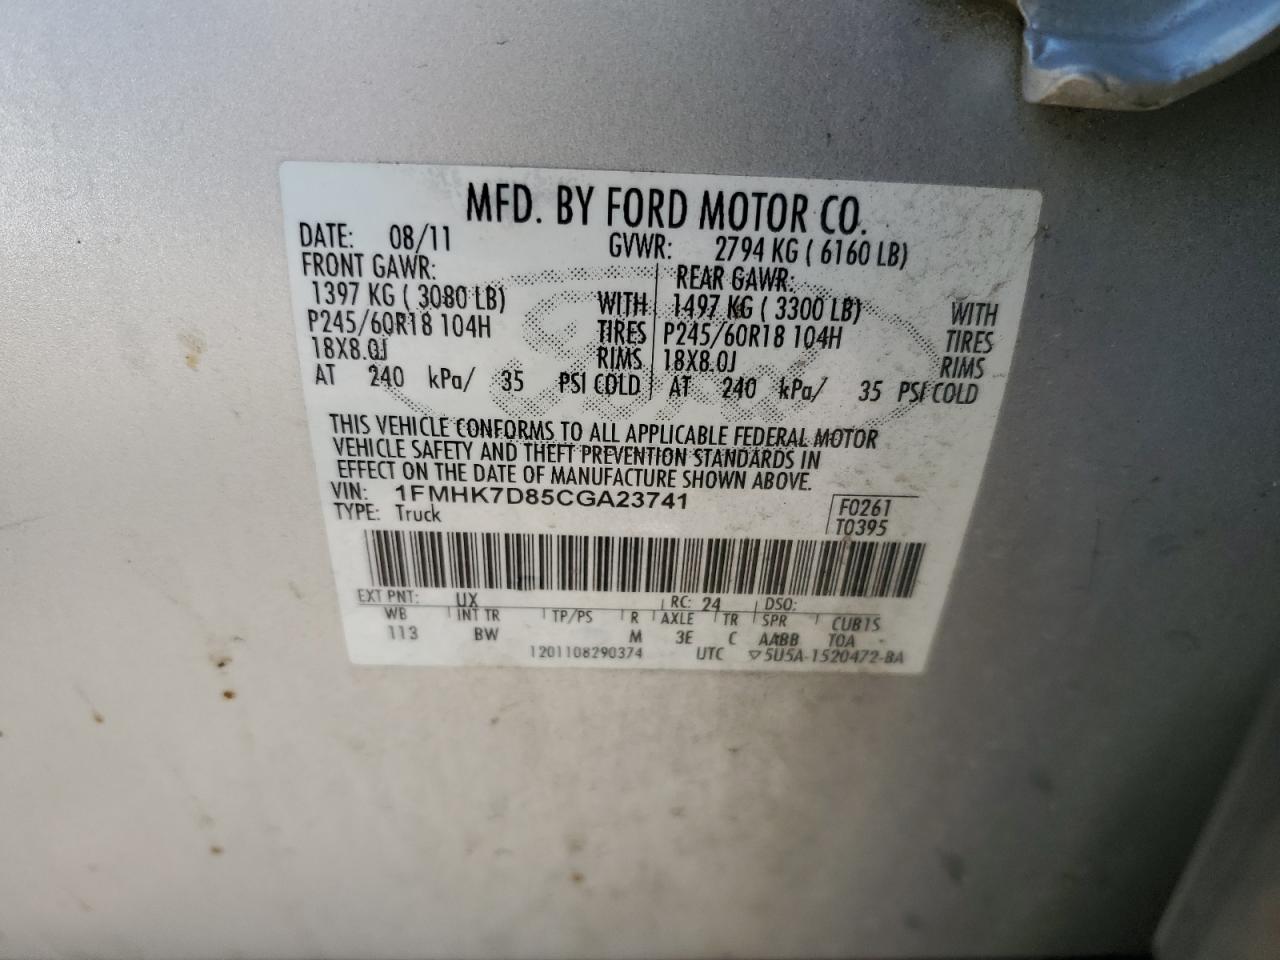 MFD. BY FORD MOTOR CO.
DATE: 08/11 GVWR: 2794 KG ( 6160 LB)
FRONT GAWR: REAR GAWR:
1397 KG ( 3080 LB) WITH 1497 KG ( 3300 LB) WITH
P245/60R18 104H TIRES P245/60R18 104H TIRES
18X8.0J RIMS 18X8.0J RIMS
AT 240 kPa/ 35 PSI COLD AT 240 kPa/ 35 PSI COLD
THIS VEHICLE CONFORMS TO ALL APPLICABLE FEDERAL MOTOR
VEHICLE SAFETY AND THEFT PREVENTION STANDARDS IN
EFFECT ON THE DATE OF MANUFACTURE SHOWN ABOVE.
VIN: 1FMHK7D85CGA23741 F0261
TYPE: Truck T0395
EXT PNT: UX RC: 24 DSO:
WB INT TR TP/PS R AXLE TR SPR CUB1S
113 BW M 3E C AABB TOA
1201108290374 UTC ▽5U5A-1520472-BA